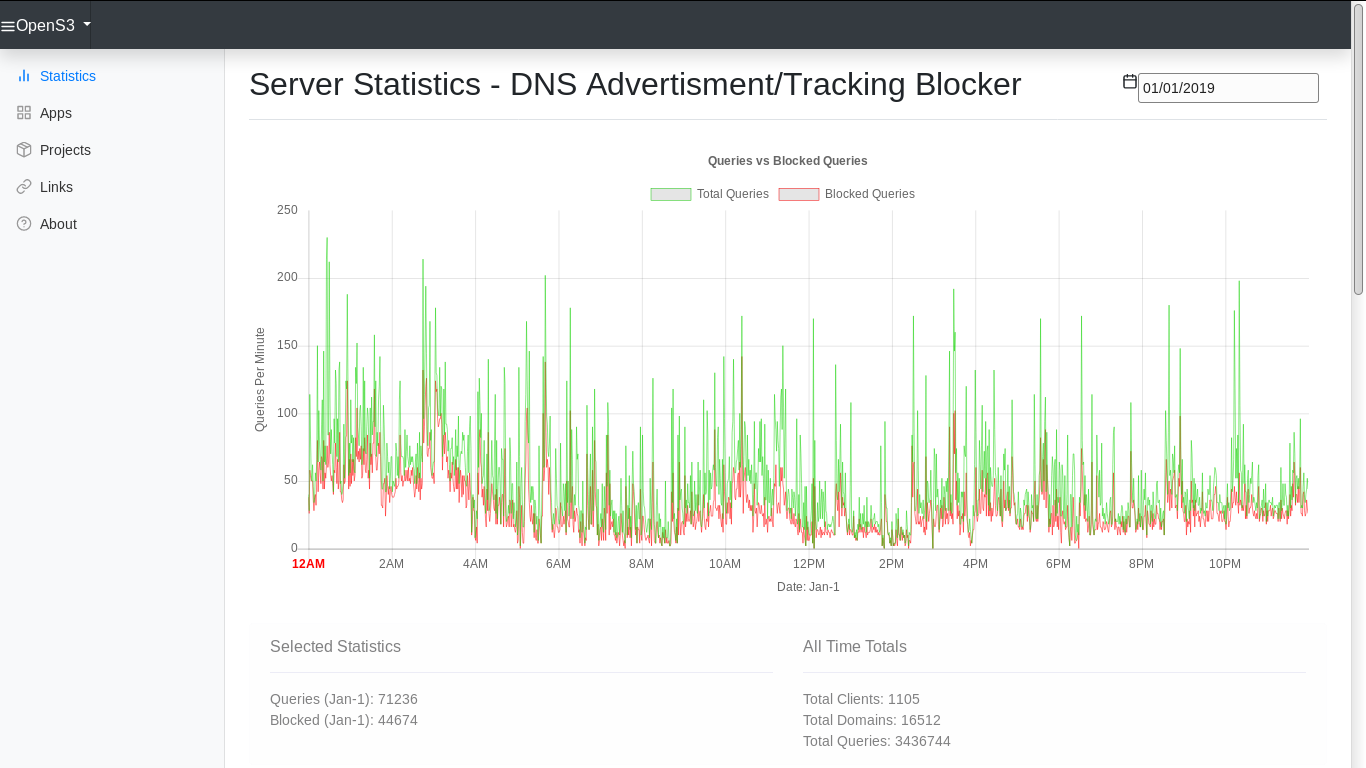 OpenS3
Statistics
Apps
Projects
Links
About
Server Statistics - DNS Advertisment/Tracking Blocker
01/01/2019
Queries vs Blocked Queries
Total Queries
Blocked Queries
250
200
150
100
50
0
Queries Per Minute
12AM
2AM
4AM
6AM
8AM
10AM
12PM
2PM
4PM
6PM
8PM
10PM
Date: Jan-1
Selected Statistics
Queries (Jan-1): 71236
Blocked (Jan-1): 44674
All Time Totals
Total Clients: 1105
Total Domains: 16512
Total Queries: 3436744